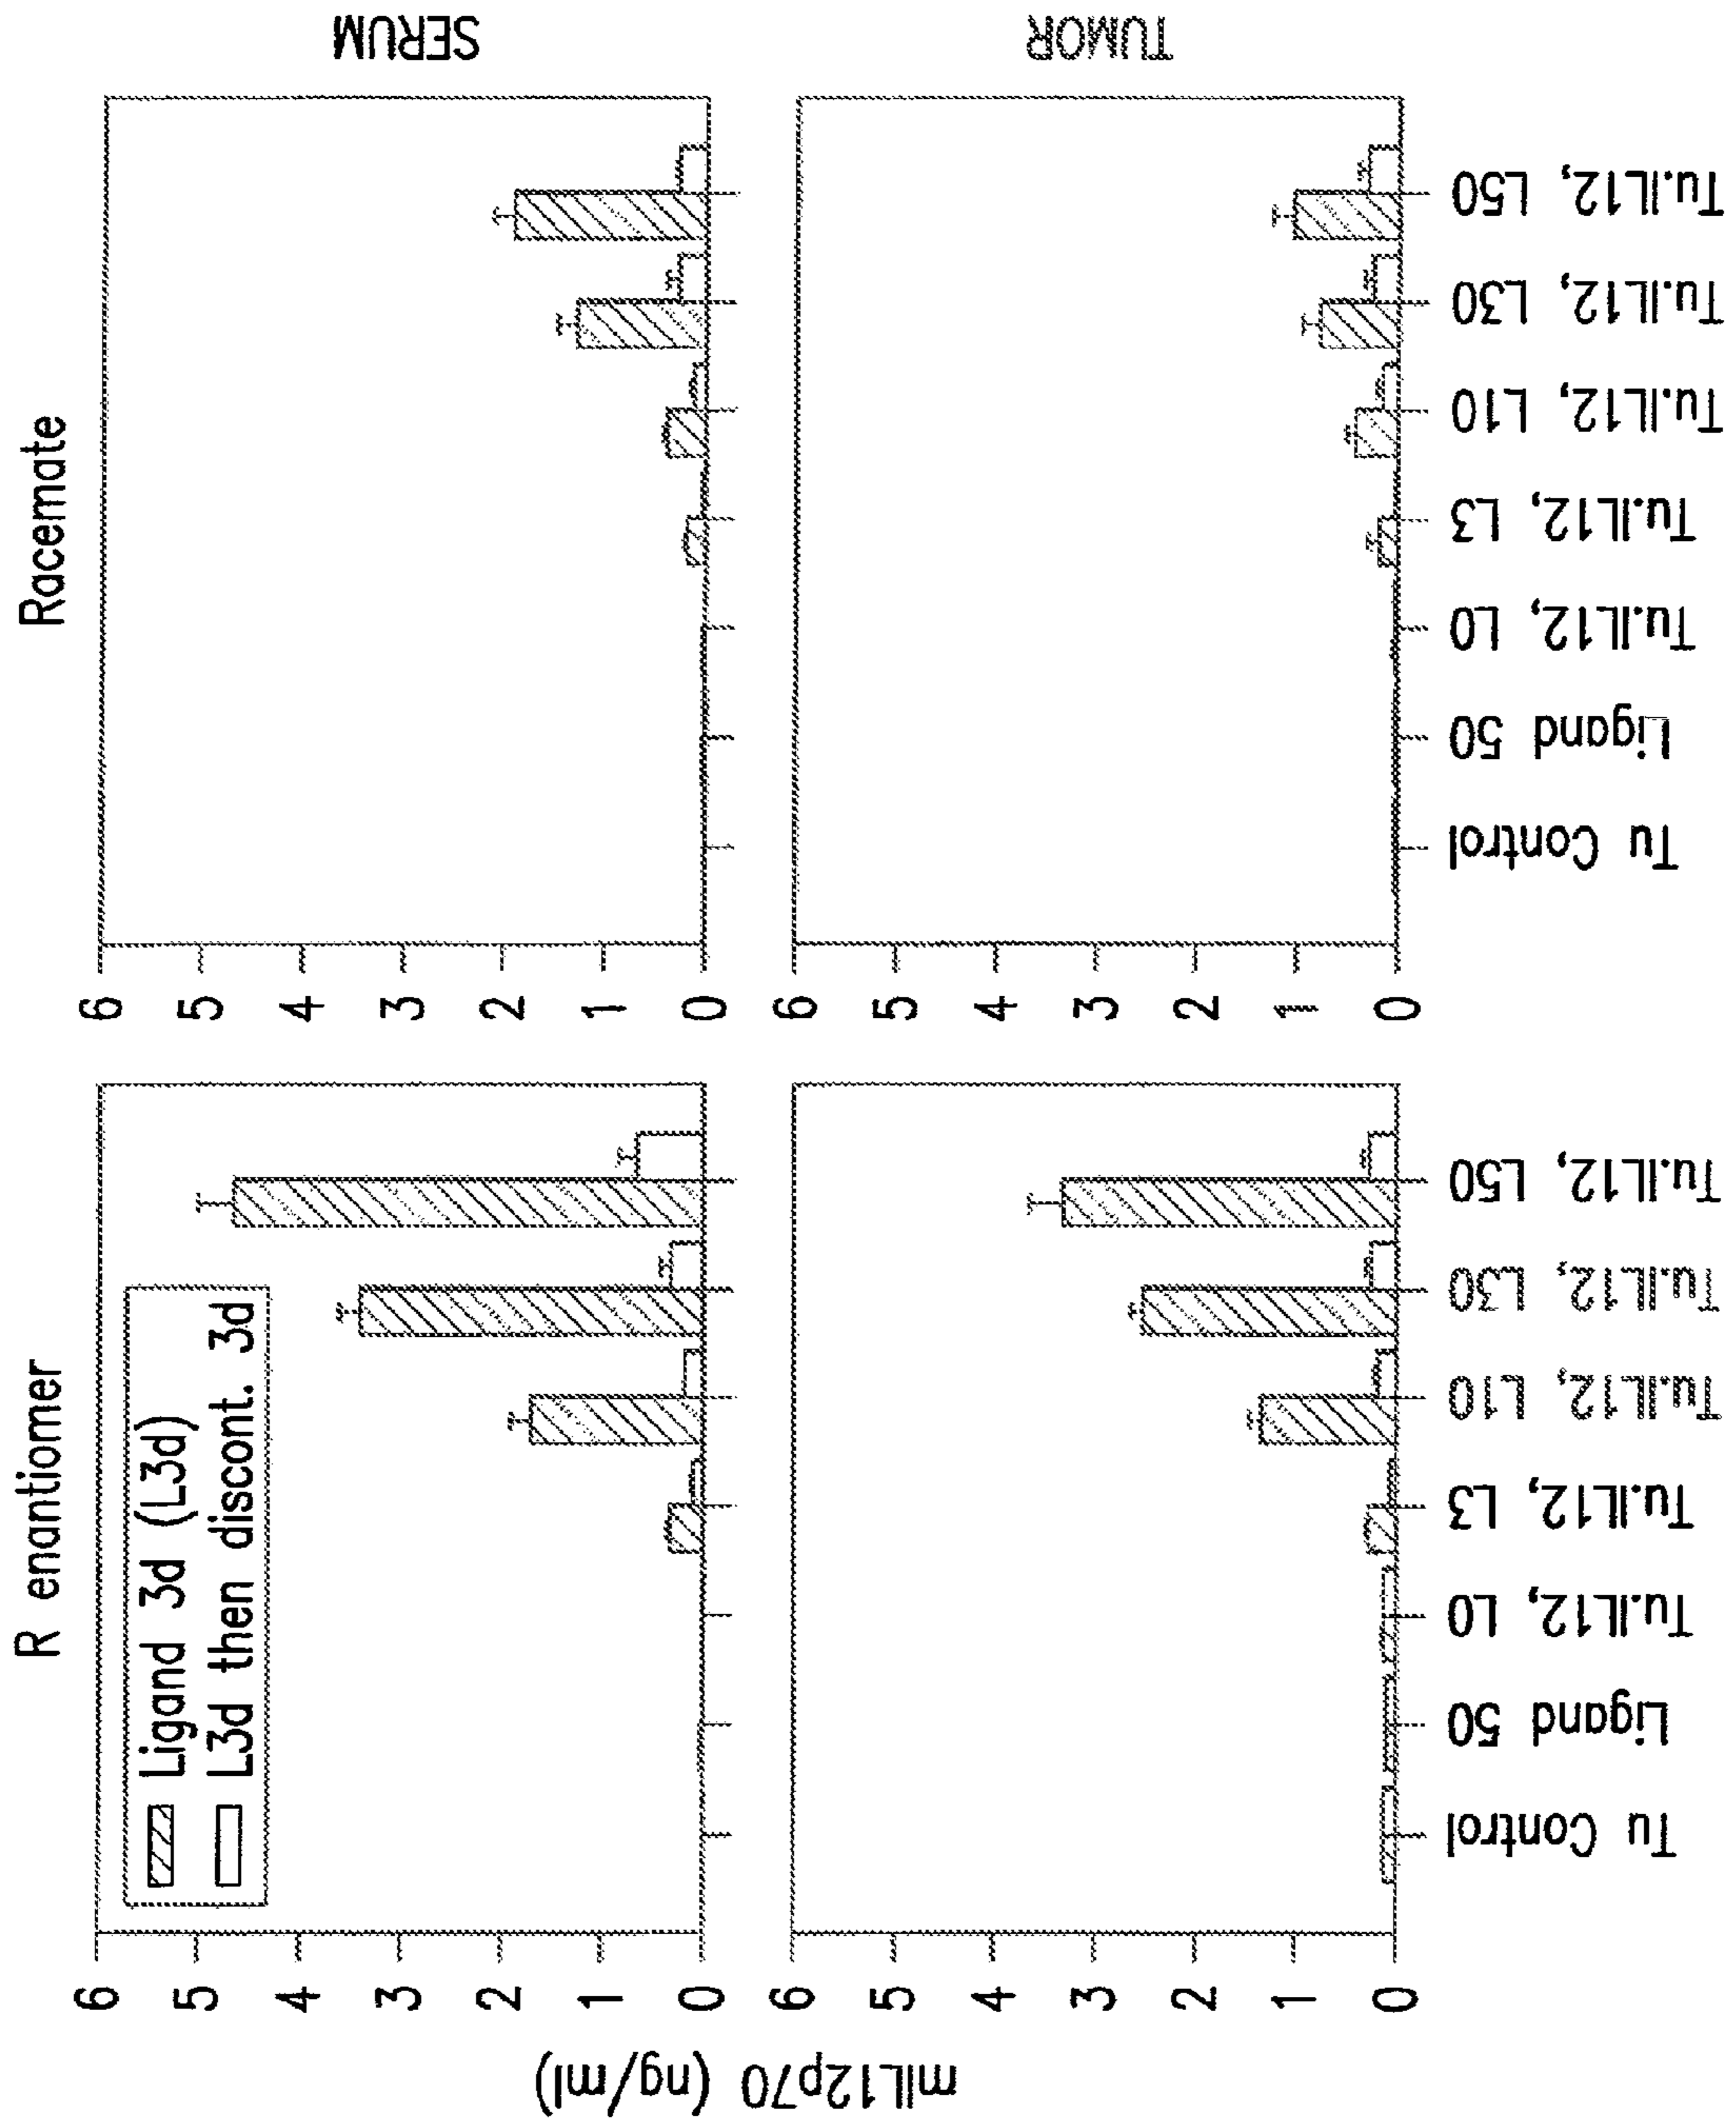 R enantiomer
Racemate
Ligand 3d (L3d)
L3d then discont. 3d
SERUM
TUMOR
mIL12p70 (ng/ml)
6
5
4
3
2
1
0
6
5
4
3
2
1
0
6
5
4
3
2
1
0
6
5
4
3
2
1
0
Tu Control
Ligand 50
Tu.IL12, L0
Tu.IL12, L3
Tu.IL12, L10
Tu.IL12, L30
Tu.IL12, L50
Tu Control
Ligand 50
Tu.IL12, L0
Tu.IL12, L3
Tu.IL12, L10
Tu.IL12, L30
Tu.IL12, L50